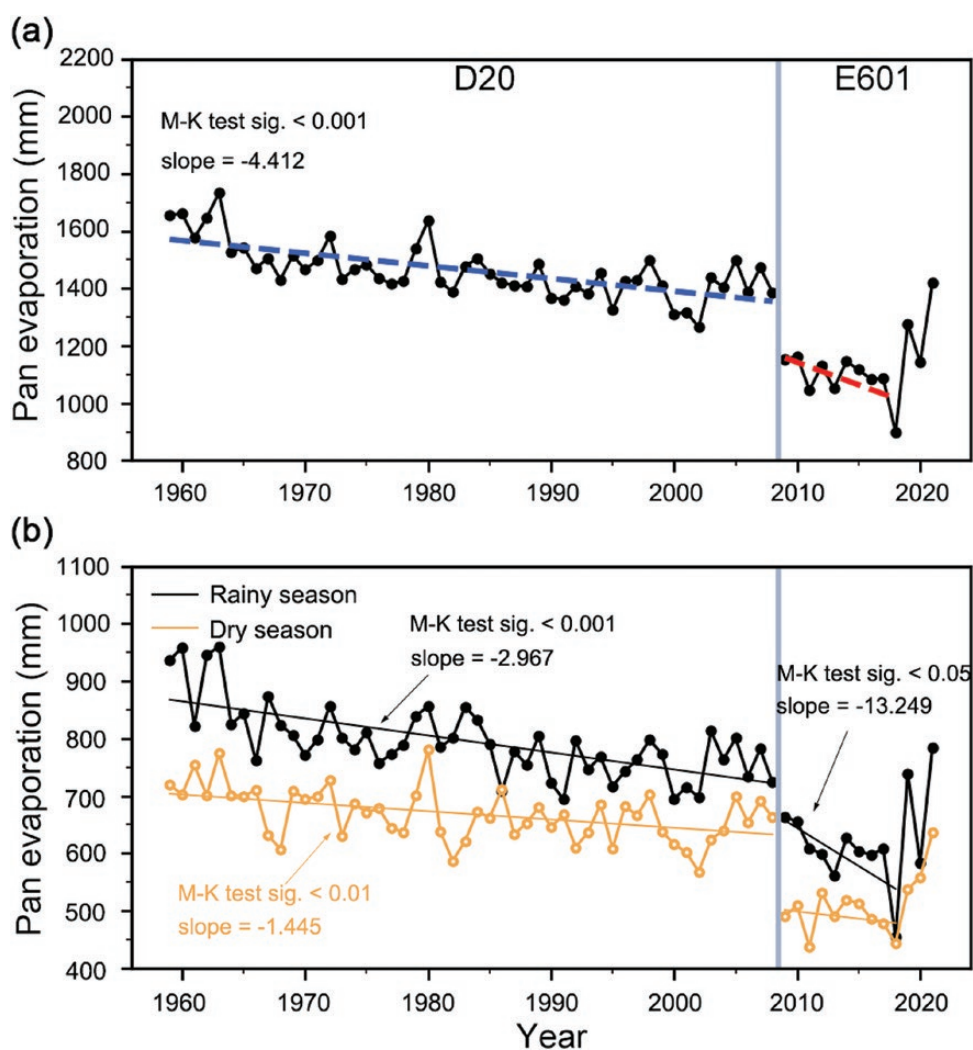 (a)
D20
E601
M-K test sig. < 0.001
slope = -4.412
Pan evaporation (mm)
2200
2000
1800
1600
1400
1200
1000
800
1960
1970
1980
1990
2000
2010
2020
(b)
Rainy season
Dry season
M-K test sig. < 0.001
slope = -2.967
M-K test sig. < 0.05
slope = -13.249
M-K test sig. < 0.01
slope = -1.445
Pan evaporation (mm)
1100
1000
900
800
700
600
500
400
1960
1970
1980
1990
2000
2010
2020
Year